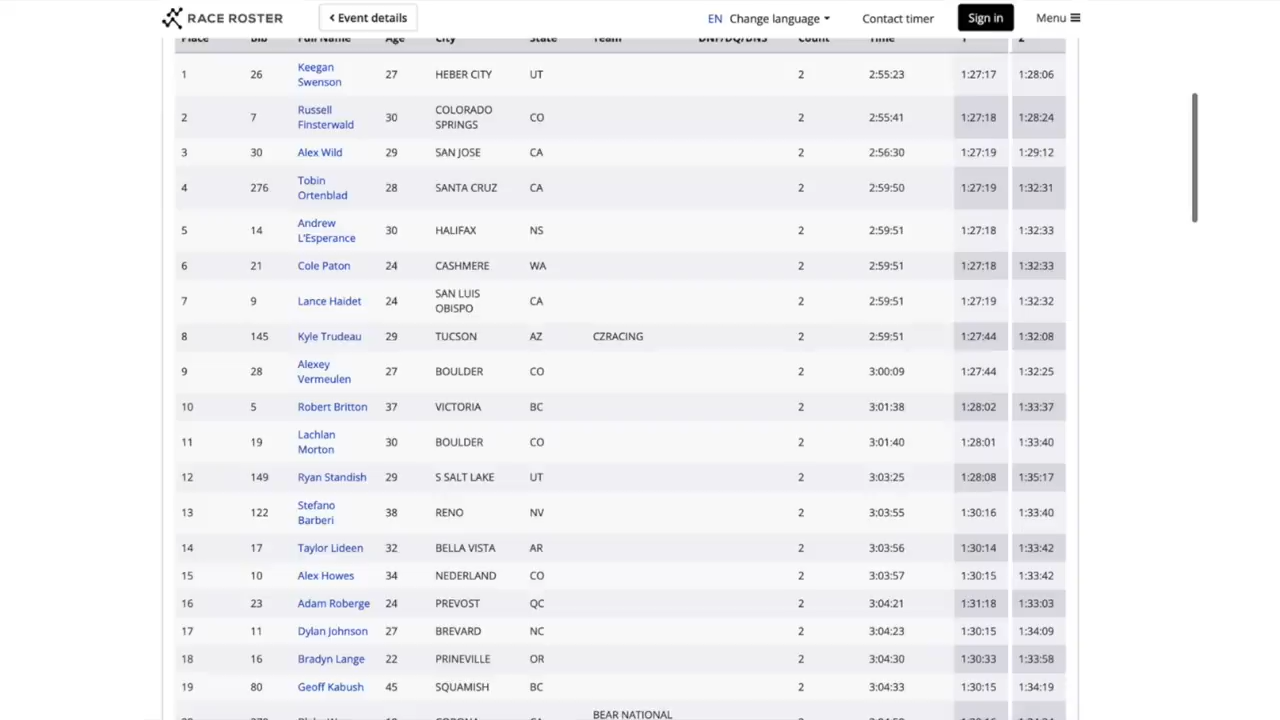 RACE ROSTER
Event details
EN Change language
Contact timer
Sign in
Menu
Place Bib Full Name Age City State Team DNF/DQ/DNS Count Time 1 2
1 26 Keegan Swenson 27 HEBER CITY UT 2 2:55:23 1:27:17 1:28:06
2 7 Russell Finsterwald 30 COLORADO SPRINGS CO 2 2:55:41 1:27:18 1:28:24
3 30 Alex Wild 29 SAN JOSE CA 2 2:56:30 1:27:19 1:29:12
4 276 Tobin Ortenblad 28 SANTA CRUZ CA 2 2:59:50 1:27:19 1:32:31
5 14 Andrew L'Esperance 30 HALIFAX NS 2 2:59:51 1:27:18 1:32:33
6 21 Cole Paton 24 CASHMERE WA 2 2:59:51 1:27:18 1:32:33
7 9 Lance Haidet 24 SAN LUIS OBISPO CA 2 2:59:51 1:27:19 1:32:32
8 145 Kyle Trudeau 29 TUCSON AZ CZRACING 2 2:59:51 1:27:44 1:32:08
9 28 Alexey Vermeulen 27 BOULDER CO 2 3:00:09 1:27:44 1:32:25
10 5 Robert Britton 37 VICTORIA BC 2 3:01:38 1:28:02 1:33:37
11 19 Lachlan Morton 30 BOULDER CO 2 3:01:40 1:28:01 1:33:40
12 149 Ryan Standish 29 S SALT LAKE UT 2 3:03:25 1:28:08 1:35:17
13 122 Stefano Barberi 38 RENO NV 2 3:03:55 1:30:16 1:33:40
14 17 Taylor Lideen 32 BELLA VISTA AR 2 3:03:56 1:30:14 1:33:42
15 10 Alex Howes 34 NEDERLAND CO 2 3:03:57 1:30:15 1:33:42
16 23 Adam Roberge 24 PREVOST QC 2 3:04:21 1:31:18 1:33:03
17 11 Dylan Johnson 27 BREVARD NC 2 3:04:23 1:30:15 1:34:09
18 16 Bradyn Lange 22 PRINEVILLE OR 2 3:04:30 1:30:33 1:33:58
19 80 Geoff Kabush 45 SQUAMISH BC 2 3:04:33 1:30:15 1:34:19
BEAR NATIONAL